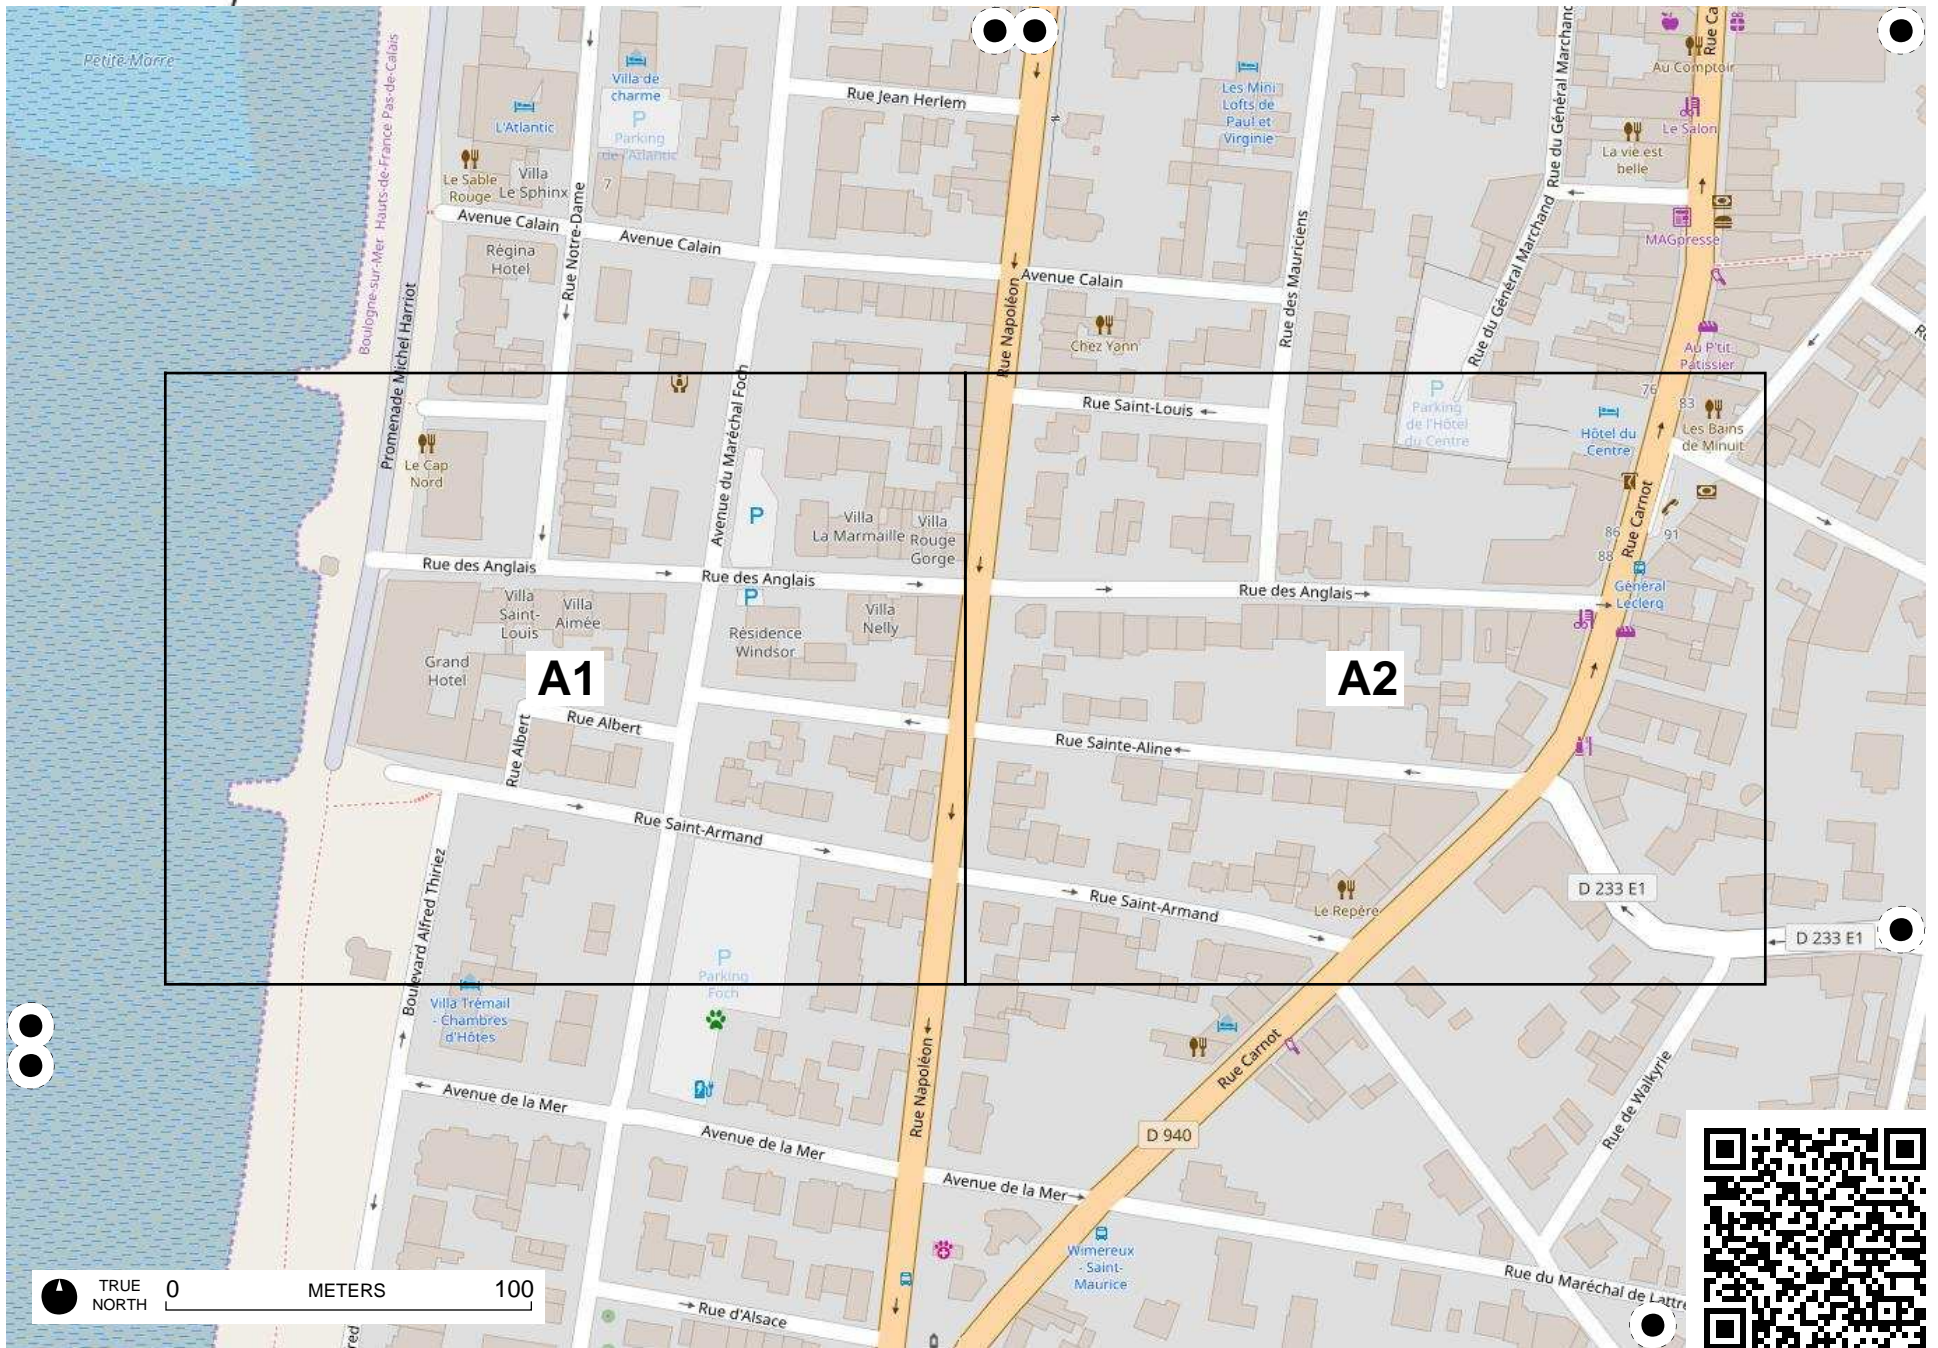 Petite Marre
Boulogne-sur-Mer Hauts-de-France Pas-de-Calais
Promenade Michel Harriot
L'Atlantic
Villa de
charme
P
Parking
de l'Atlantic
Le Sable
Rouge
Villa
Le Sphinx
7
Rue Notre-Dame
Rue Jean Herlem
Les Mini
Lofts de
Paul et
Virginie
Rue du Général Marchand
Rue Ca
Au Comptoir
Le Salon
La vie est
belle
MAGpresse
Avenue Calain
Avenue Calain
Avenue Calain
Régina
Hotel
Rue Napoléon
Chez Yann
Rue des Mauriciens
Rue du Général Marchand
Au P'tit
Patissier
Avenue du Maréchal Foch
Rue Saint-Louis
P
Parking
de l'Hôtel
du Centre
76
83
Hôtel du
Centre
Les Bains
de Minuit
Le Cap
Nord
P
Villa
La Marmaille
Villa
Rouge
Gorge
Rue Carnot
86
88
91
Rue des Anglais
Rue des Anglais
Rue des Anglais
Général
Leclerc
P
Villa
Saint-
Louis
Villa
Aimée
Résidence
Windsor
Villa
Nelly
Grand
Hotel
A1
A2
Rue Albert
Rue Albert
Rue Sainte-Aline
Rue Saint-Armand
Rue Saint-Armand
Le Repère
D 233 E1
D 233 E1
Boulevard Alfred Thiriez
P
Parking
Foch
Villa Trémail
- Chambres
d'Hôtes
Rue Napoléon
Rue Carnot
Rue de Walkyrie
Avenue de la Mer
Avenue de la Mer
Avenue de la Mer
D 940
Wimereux
- Saint-
Maurice
Rue du Maréchal de Lattre
Rue d'Alsace
TRUE
NORTH
0 METERS 100